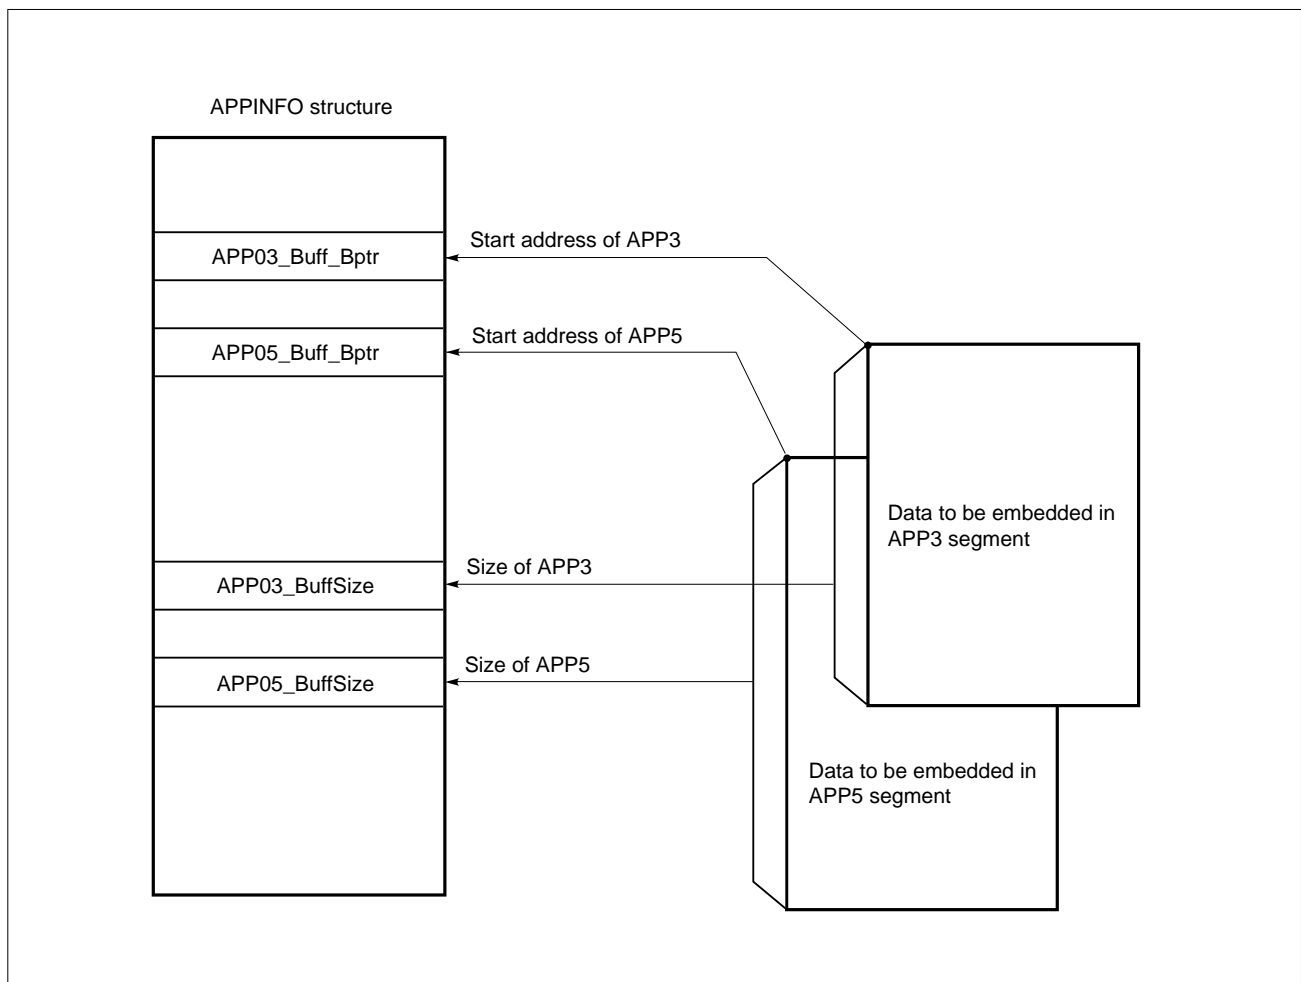 APPINFO structure
Start address of APP3
APP03_Buff_Bptr
Start address of APP5
APP05_Buff_Bptr
Data to be embedded in
APP3 segment
Size of APP3
APP03_BuffSize
Size of APP5
APP05_BuffSize
Data to be embedded in
APP5 segment